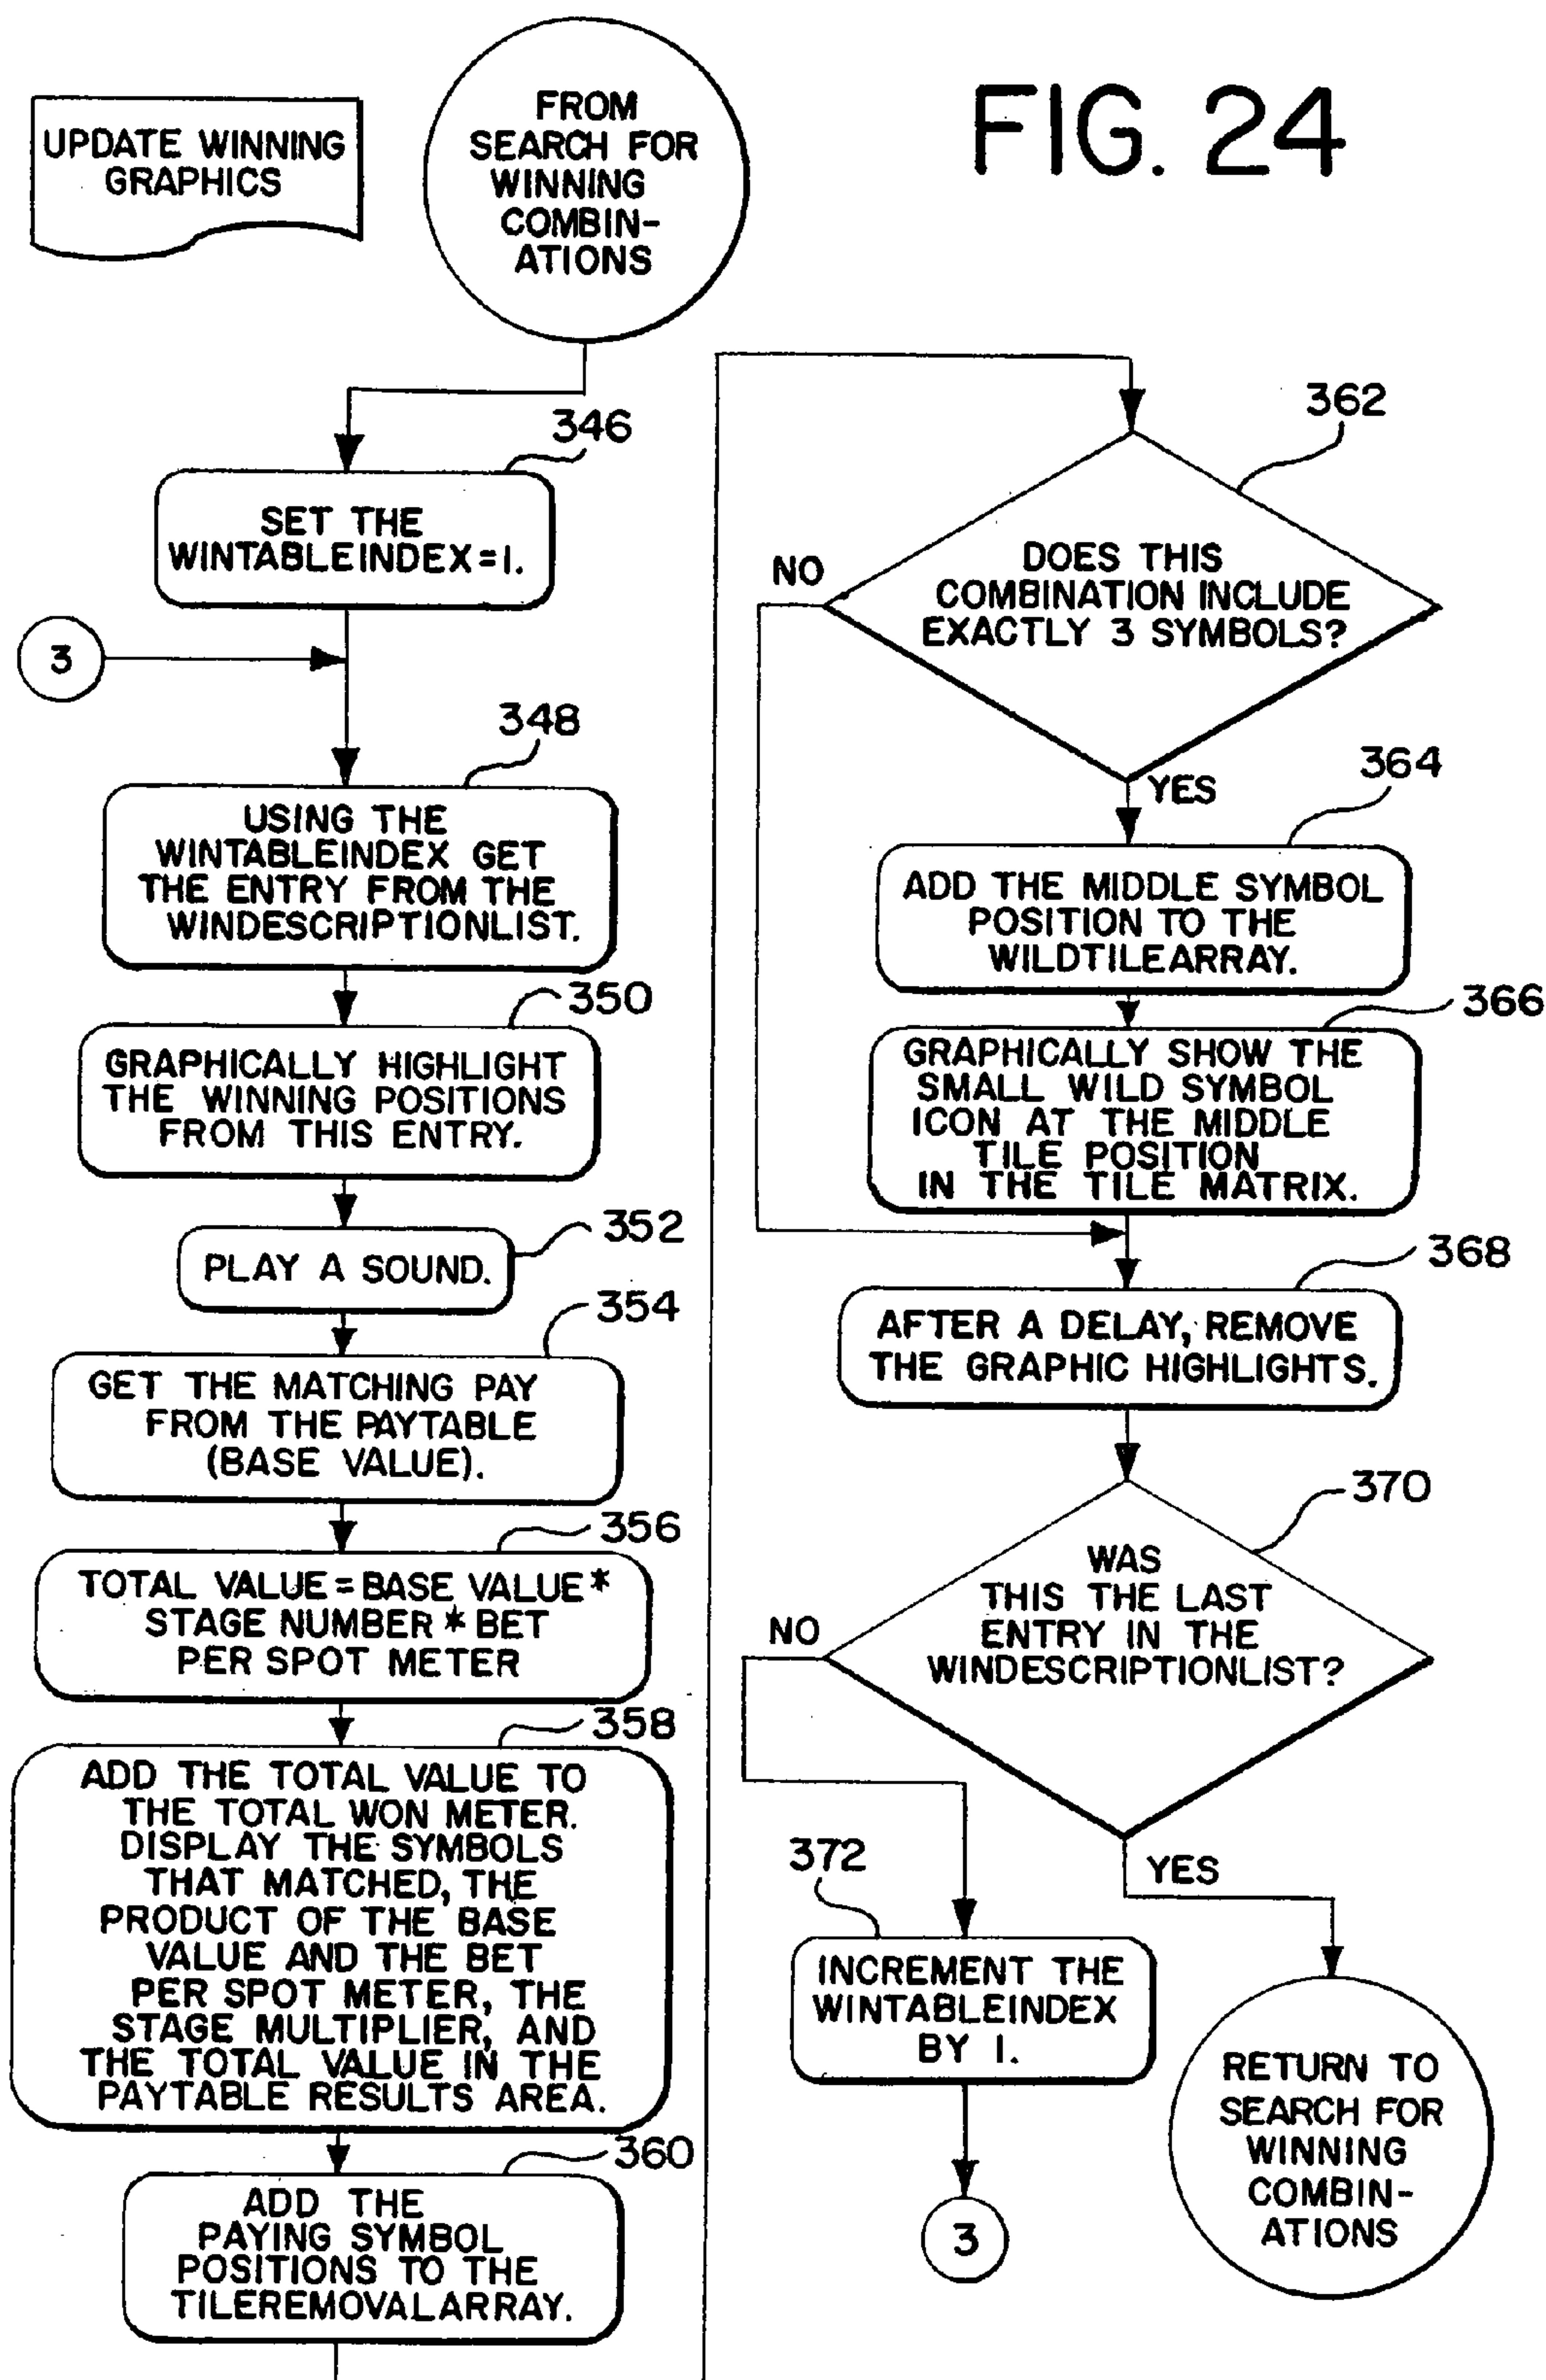 FIG. 24
UPDATE WINNING
GRAPHICS
FROM
SEARCH FOR
WINNING
COMBIN-
ATIONS
346
SET THE
WINTABLEINDEX=1.
3
348
USING THE
WINTABLEINDEX GET
THE ENTRY FROM THE
WINDESCRIPTIONLIST.
350
GRAPHICALLY HIGHLIGHT
THE WINNING POSITIONS
FROM THIS ENTRY.
352
PLAY A SOUND.
354
GET THE MATCHING PAY
FROM THE PAYTABLE
(BASE VALUE).
356
TOTAL VALUE=BASE VALUE*
STAGE NUMBER * BET
PER SPOT METER
358
ADD THE TOTAL VALUE TO
THE TOTAL WON METER.
DISPLAY THE SYMBOLS
THAT MATCHED, THE
PRODUCT OF THE BASE
VALUE AND THE BET
PER SPOT METER, THE
STAGE MULTIPLIER, AND
THE TOTAL VALUE IN THE
PAYTABLE RESULTS AREA.
360
ADD THE
PAYING SYMBOL
POSITIONS TO THE
TILEREMOVALARRAY.
362
DOES THIS
COMBINATION INCLUDE
EXACTLY 3 SYMBOLS?
NO
YES
364
ADD THE MIDDLE SYMBOL
POSITION TO THE
WILDTILEARRAY.
366
GRAPHICALLY SHOW THE
SMALL WILD SYMBOL
ICON AT THE MIDDLE
TILE POSITION
IN THE TILE MATRIX.
368
AFTER A DELAY, REMOVE
THE GRAPHIC HIGHLIGHTS.
370
WAS
THIS THE LAST
ENTRY IN THE
WINDESCRIPTIONLIST?
NO
YES
372
INCREMENT THE
WINTABLEINDEX
BY 1.
3
RETURN TO
SEARCH FOR
WINNING
COMBIN-
ATIONS